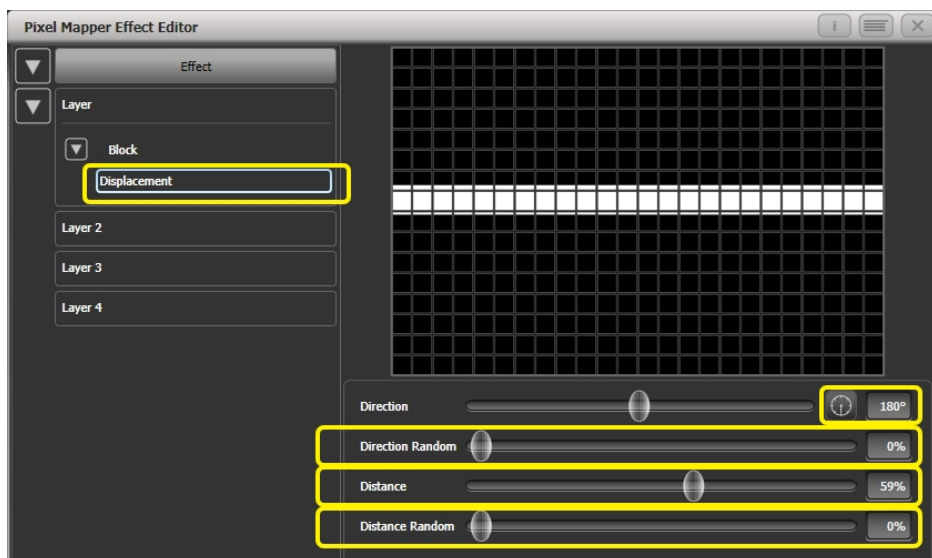 Pixel Mapper Effect Editor
i
Effect
Layer
Block
Displacement
Layer 2
Layer 3
Layer 4
Direction 180°
Direction Random 0%
Distance 59%
Distance Random 0%